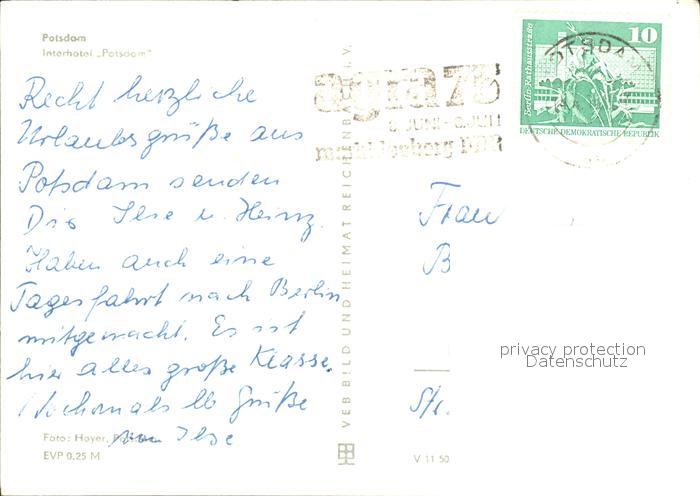 Potsdam
Interhotel „Potsdam"
Recht herzliche
Urlaubsgrüße aus
Potsdam senden
Dir Ilse u. Heinz.
Haben auch eine
Tagesfahrt nach Berlin
mitgemacht. Es ist
hier alles große Klasse.
Nochmals lb Grüße
von Ilse
Foto: Hoyer,
EVP 0,25 M
VEB BILD UND HEIMAT REICHENBACH i. V.
V 11 50
agra 75
JUNI - JULI
markkleeberg DDR
POTSDAM
10
Berlin, Rathausstraße
DEUTSCHE DEMOKRATISCHE REPUBLIK
Frau
B
Str.
privacy protection
Datenschutz